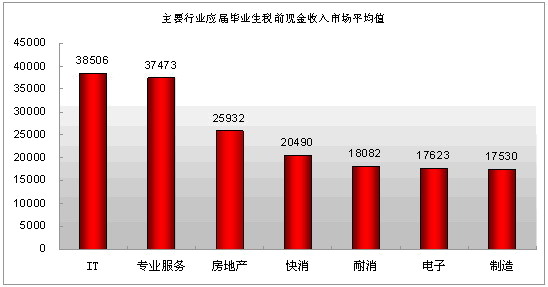 主要行业应届毕业生税前现金收入市场平均值
45000
40000
35000
30000
25000
20000
15000
10000
5000
0
38506
37473
25932
20490
18082
17623
17530
IT
专业服务
房地产
快消
耐消
电子
制造